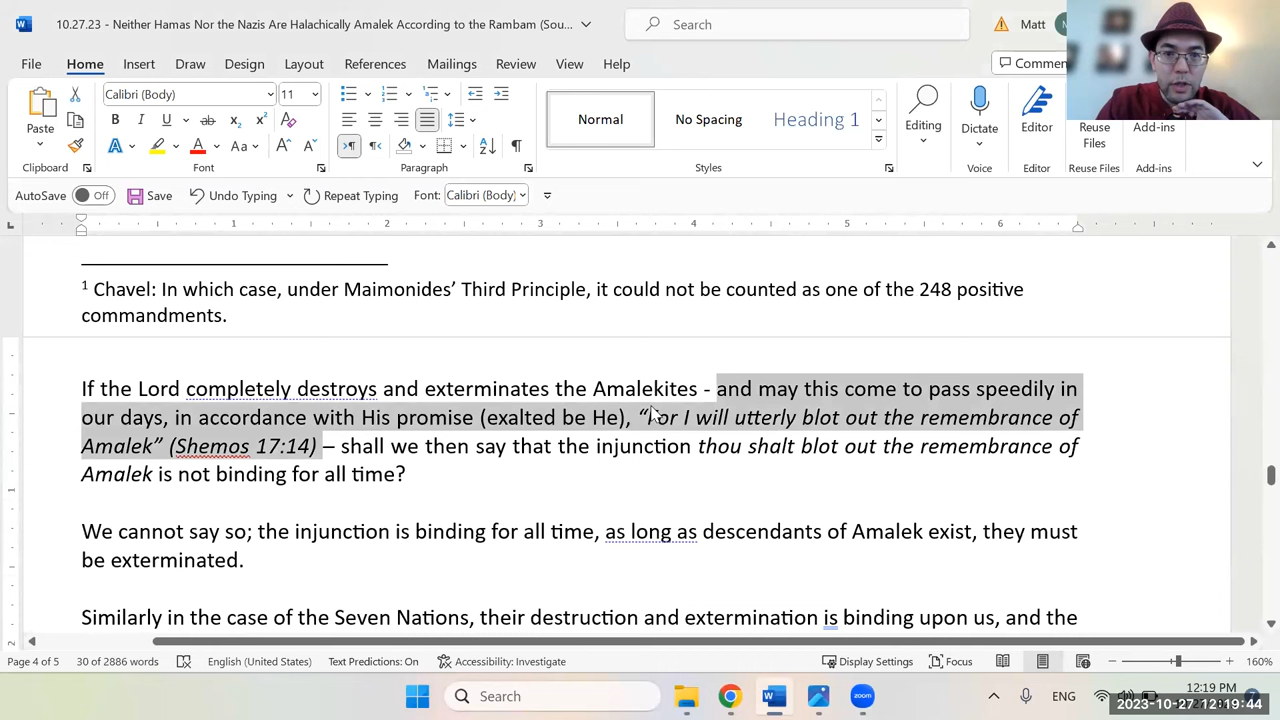 10.27.23 - Neither Hamas Nor the Nazis Are Halachically Amalek According to the Rambam (Sou...
Search
Matt
File Home Insert Draw Design Layout References Mailings Review View Help
Paste
Calibri (Body) 11
B I U ab x₂ x²
A A Aa A A
Normal
No Spacing
Heading 1
Editing
Dictate
Editor
Reuse Files
Add-ins
Clipboard Font Paragraph Styles Voice Editor Reuse Files Add-ins
AutoSave Off Save Undo Typing Repeat Typing Font: Calibri (Body)
1 2 3 4 5 6
1 Chavel: In which case, under Maimonides’ Third Principle, it could not be counted as one of the 248 positive
commandments.
If the Lord completely destroys and exterminates the Amalekites - and may this come to pass speedily in
our days, in accordance with His promise (exalted be He), “For I will utterly blot out the remembrance of
Amalek” (Shemos 17:14) – shall we then say that the injunction thou shalt blot out the remembrance of
Amalek is not binding for all time?
We cannot say so; the injunction is binding for all time, as long as descendants of Amalek exist, they must
be exterminated.
Similarly in the case of the Seven Nations, their destruction and extermination is binding upon us, and the
Page 4 of 5 30 of 2886 words English (United States) Text Predictions: On Accessibility: Investigate Display Settings Focus 160%
Search
zoom
ENG
12:19 PM
2023-10-27 12:19:44